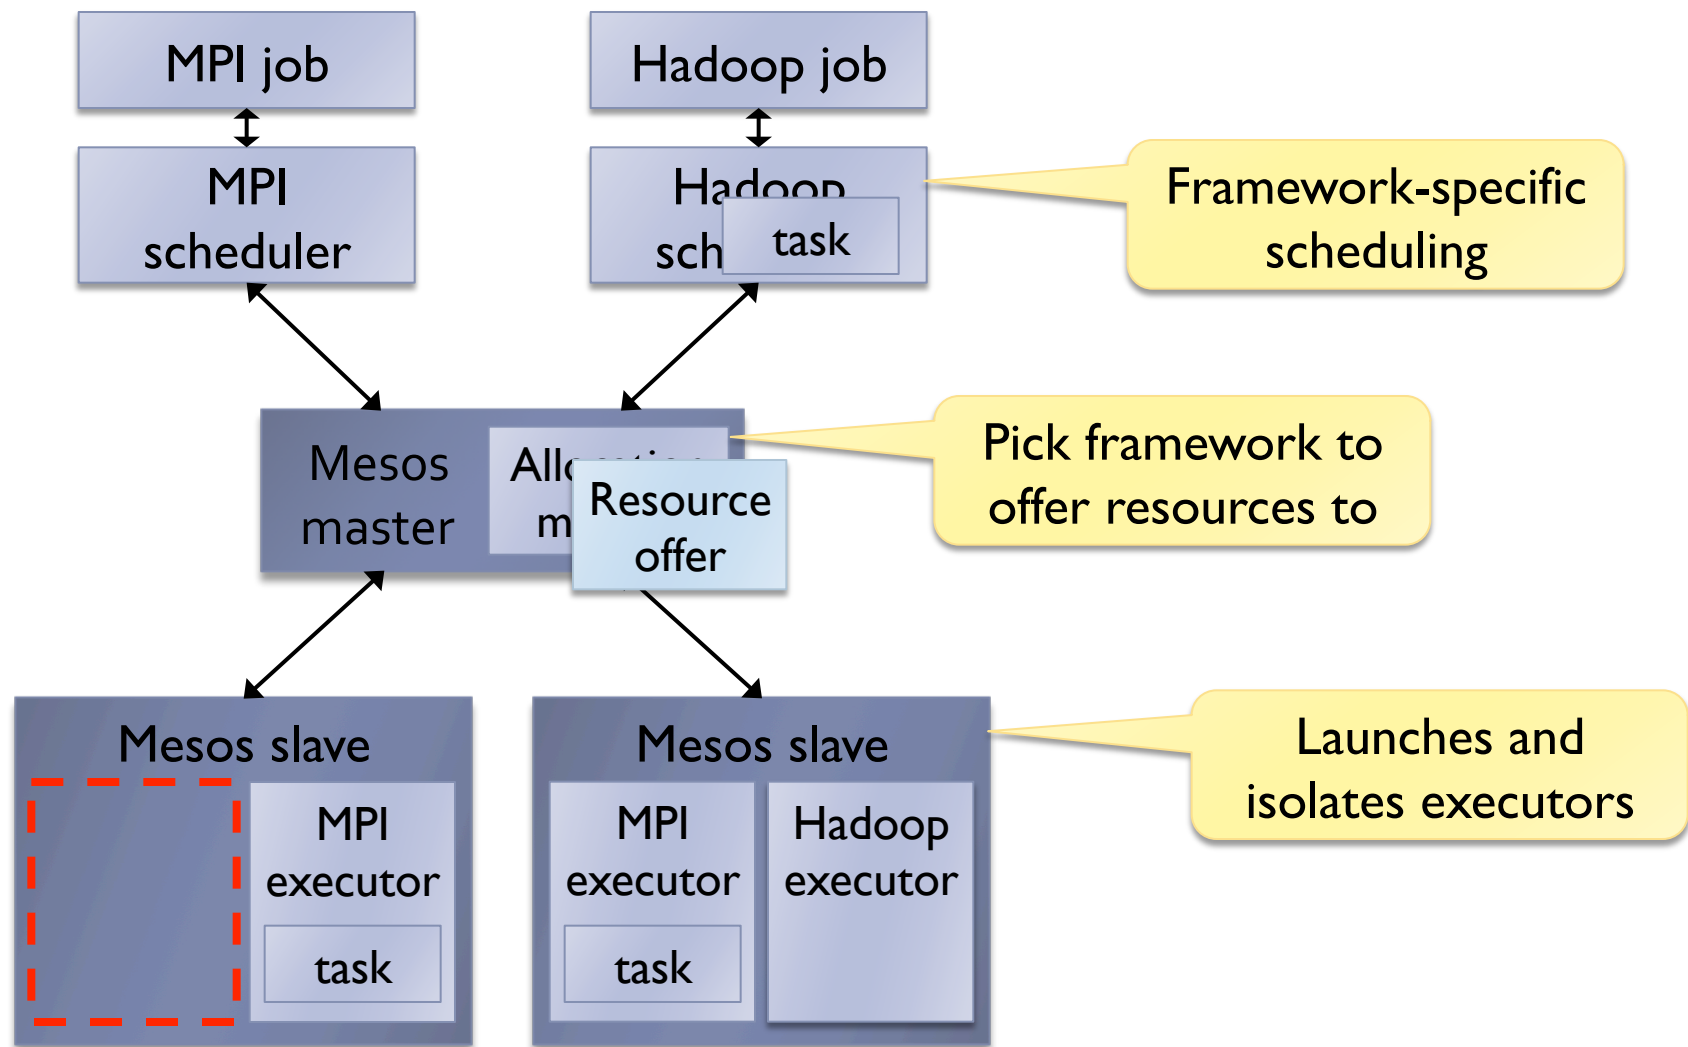 MPI job
Hadoop job
MPI
scheduler
Hadoop
task
Framework-specific
scheduling
Mesos
master
Resource
offer
Pick framework to
offer resources to
Mesos slave
MPI
executor
task
Mesos slave
MPI
executor
task
Hadoop
executor
Launches and
isolates executors